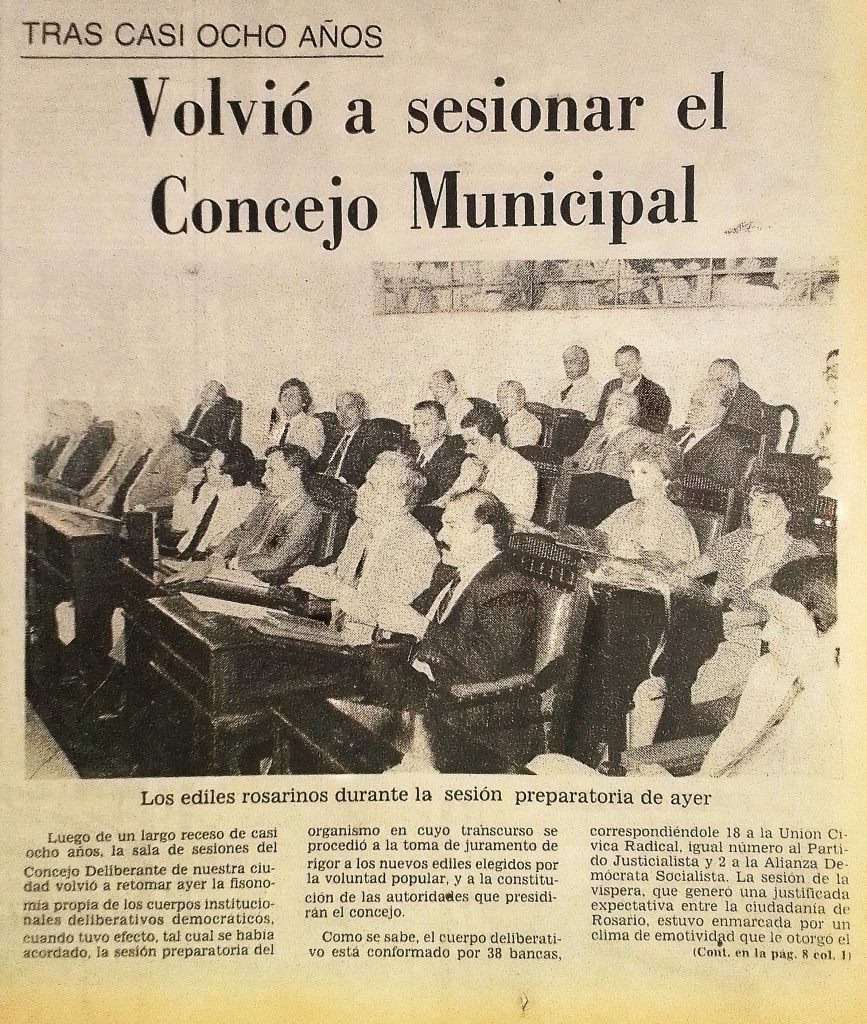 TRAS CASI OCHO AÑOS
Volvió a sesionar el
Concejo Municipal
Los ediles rosarinos durante la sesión preparatoria de ayer
Luego de un largo receso de casi
ocho años, la sala de sesiones del
Concejo Deliberante de nuestra ciu-
dad volvió a retomar ayer la fisono-
mía propia de los cuerpos institucio-
nales deliberativos democráticos,
cuando tuvo efecto, tal cual se había
acordado, la sesión preparatoria del
organismo en cuyo transcurso se
procedió a la toma de juramento de
rigor a los nuevos ediles elegidos por
la voluntad popular, y a la constitu-
ción de las autoridades que presidi-
rán el concejo.
Como se sabe, el cuerpo deliberati-
vo está conformado por 38 bancas,
correspondiéndole 18 a la Unión Cí-
vica Radical, igual número al Parti-
do Justicialista y 2 a la Alianza De-
mócrata Socialista. La sesión de la
víspera, que generó una justificada
expectativa entre la ciudadanía de
Rosario, estuvo enmarcada por un
clima de emotividad que le otorgó el
(Cont. en la pág. 8 col. 1)